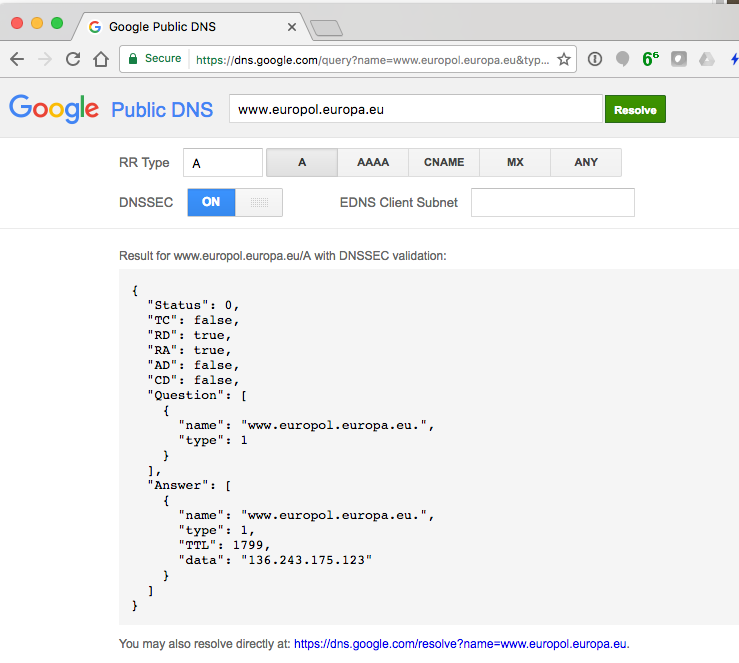 Google Public DNS
Secure https://dns.google.com/query?name=www.europol.europa.eu&typ...
6⁶
Google Public DNS www.europol.europa.eu Resolve
RR Type A A AAAA CNAME MX ANY
DNSSEC ON EDNS Client Subnet
Result for www.europol.europa.eu/A with DNSSEC validation:
{
"Status": 0,
"TC": false,
"RD": true,
"RA": true,
"AD": false,
"CD": false,
"Question": [
{
"name": "www.europol.europa.eu.",
"type": 1
}
],
"Answer": [
{
"name": "www.europol.europa.eu.",
"type": 1,
"TTL": 1799,
"data": "136.243.175.123"
}
]
}
You may also resolve directly at: https://dns.google.com/resolve?name=www.europol.europa.eu.